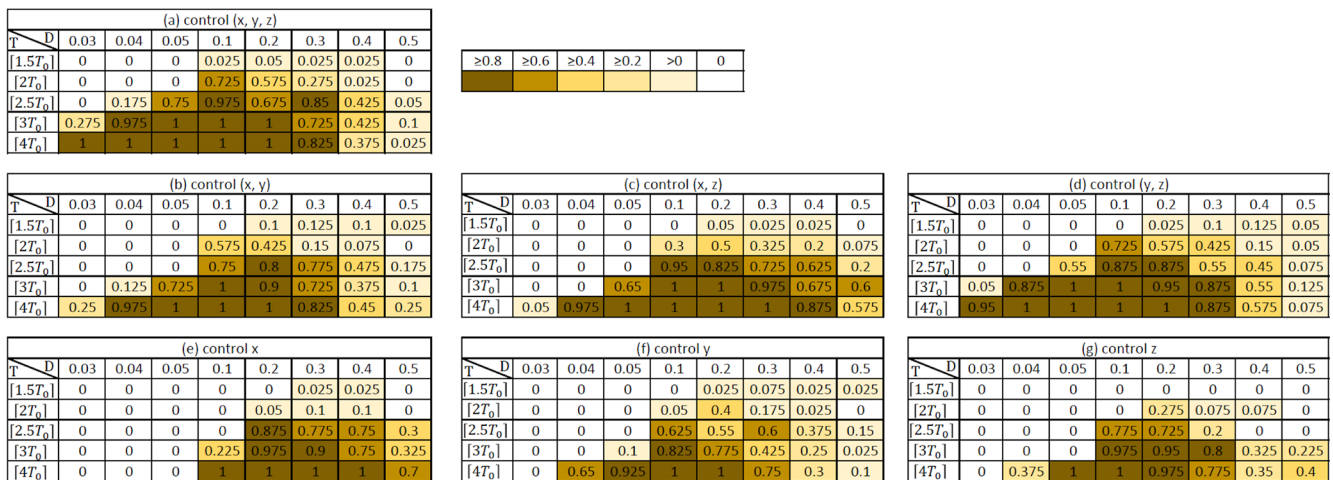 (a) control (x, y, z)
T D 0.03 0.04 0.05 0.1 0.2 0.3 0.4 0.5
⌈1.5T₀⌉ 0 0 0 0.025 0.05 0.025 0.025 0
⌈2T₀⌉ 0 0 0 0.725 0.575 0.275 0.025 0
⌈2.5T₀⌉ 0 0.175 0.75 0.975 0.675 0.85 0.425 0.05
⌈3T₀⌉ 0.275 0.975 1 1 1 0.725 0.425 0.1
⌈4T₀⌉ 1 1 1 1 1 0.825 0.375 0.025
≥0.8 ≥0.6 ≥0.4 ≥0.2 >0 0
(b) control (x, y)
T D 0.03 0.04 0.05 0.1 0.2 0.3 0.4 0.5
⌈1.5T₀⌉ 0 0 0 0 0.1 0.125 0.1 0.025
⌈2T₀⌉ 0 0 0 0.575 0.425 0.15 0.075 0
⌈2.5T₀⌉ 0 0 0 0.75 0.8 0.775 0.475 0.175
⌈3T₀⌉ 0 0.125 0.725 1 0.9 0.725 0.375 0.1
⌈4T₀⌉ 0.25 0.975 1 1 1 0.825 0.45 0.25
(c) control (x, z)
T D 0.03 0.04 0.05 0.1 0.2 0.3 0.4 0.5
⌈1.5T₀⌉ 0 0 0 0 0.05 0.025 0.025 0
⌈2T₀⌉ 0 0 0 0.3 0.5 0.325 0.2 0.075
⌈2.5T₀⌉ 0 0 0 0.95 0.825 0.725 0.625 0.2
⌈3T₀⌉ 0 0 0.65 1 1 0.975 0.675 0.6
⌈4T₀⌉ 0.05 0.975 1 1 1 1 0.875 0.575
(d) control (y, z)
T D 0.03 0.04 0.05 0.1 0.2 0.3 0.4 0.5
⌈1.5T₀⌉ 0 0 0 0 0.025 0.1 0.125 0.05
⌈2T₀⌉ 0 0 0 0.725 0.575 0.425 0.15 0.05
⌈2.5T₀⌉ 0 0 0.55 0.875 0.875 0.55 0.45 0.075
⌈3T₀⌉ 0.05 0.875 1 1 0.95 0.875 0.55 0.125
⌈4T₀⌉ 0.95 1 1 1 1 0.875 0.575 0.075
(e) control x
T D 0.03 0.04 0.05 0.1 0.2 0.3 0.4 0.5
⌈1.5T₀⌉ 0 0 0 0 0 0.025 0.025 0
⌈2T₀⌉ 0 0 0 0 0.05 0.1 0.1 0
⌈2.5T₀⌉ 0 0 0 0 0.875 0.775 0.75 0.3
⌈3T₀⌉ 0 0 0 0.225 0.975 0.9 0.75 0.325
⌈4T₀⌉ 0 0 0 1 1 1 1 0.7
(f) control y
T D 0.03 0.04 0.05 0.1 0.2 0.3 0.4 0.5
⌈1.5T₀⌉ 0 0 0 0 0.025 0.075 0.025 0.025
⌈2T₀⌉ 0 0 0 0.05 0.4 0.175 0.025 0
⌈2.5T₀⌉ 0 0 0 0.625 0.55 0.6 0.375 0.15
⌈3T₀⌉ 0 0 0.1 0.825 0.775 0.425 0.25 0.025
⌈4T₀⌉ 0 0.65 0.925 1 1 0.75 0.3 0.1
(g) control z
T D 0.03 0.04 0.05 0.1 0.2 0.3 0.4 0.5
⌈1.5T₀⌉ 0 0 0 0 0 0 0 0
⌈2T₀⌉ 0 0 0 0 0.275 0.075 0.075 0
⌈2.5T₀⌉ 0 0 0 0.775 0.725 0.2 0 0
⌈3T₀⌉ 0 0 0 0.975 0.95 0.8 0.325 0.225
⌈4T₀⌉ 0 0.375 1 1 0.975 0.775 0.35 0.4